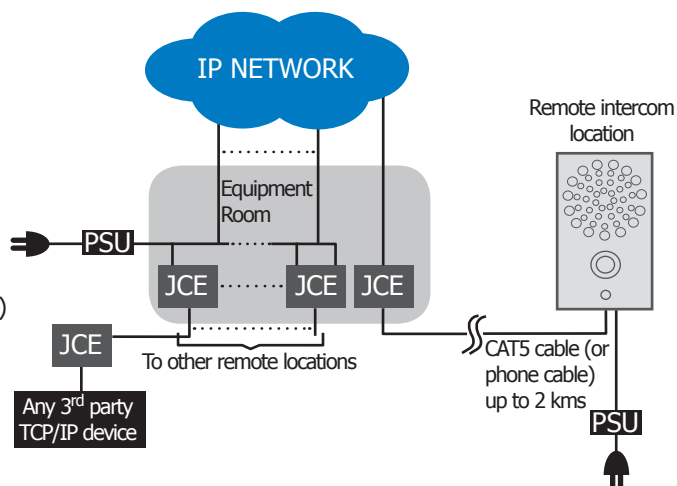 IP NETWORK
Remote intercom
location
Equipment
Room
PSU
JCE
JCE
JCE
)
JCE
To other remote locations
CAT5 cable (or
phone cable)
up to 2 kms
Any 3rd party
TCP/IP device
PSU